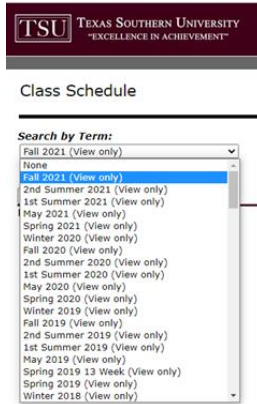 TSU TEXAS SOUTHERN UNIVERSITY
"EXCELLENCE IN ACHIEVEMENT"
Class Schedule
Search by Term:
Fall 2021 (View only)
None
Fall 2021 (View only)
2nd Summer 2021 (View only)
1st Summer 2021 (View only)
May 2021 (View only)
Spring 2021 (View only)
Winter 2020 (View only)
Fall 2020 (View only)
2nd Summer 2020 (View only)
1st Summer 2020 (View only)
May 2020 (View only)
Spring 2020 (View only)
Winter 2019 (View only)
Fall 2019 (View only)
2nd Summer 2019 (View only)
1st Summer 2019 (View only)
May 2019 (View only)
Spring 2019 13 Week (View only)
Spring 2019 (View only)
Winter 2018 (View only)